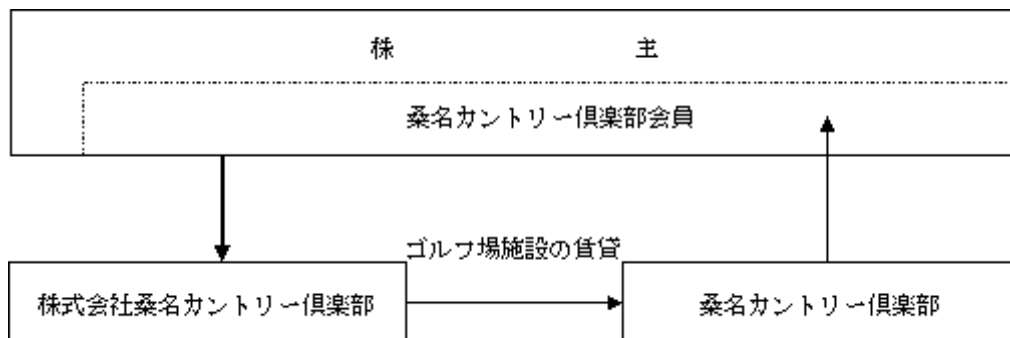 株 主
桑名カントリー倶楽部会員
ゴルフ場施設の賃貸
株式会社桑名カントリー倶楽部
桑名カントリー倶楽部